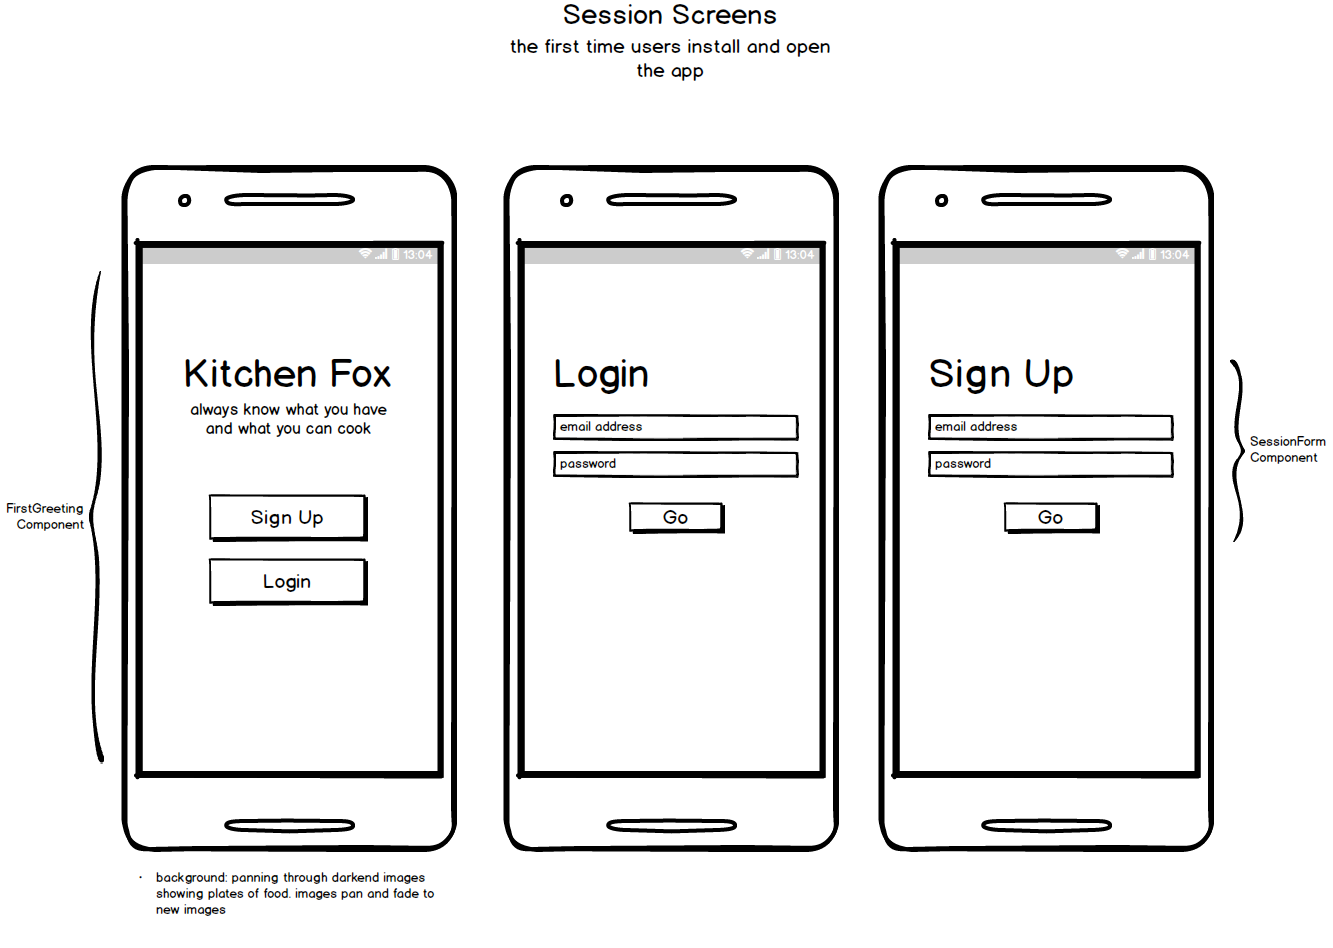 Session Screens
the first time users install and open
the app
13:04
Kitchen Fox
always know what you have
and what you can cook
Sign Up
Login
FirstGreeting
Component
background: panning through darkend images
showing plates of food. images pan and fade to
new images
13:04
Login
email address
password
Go
13:04
Sign Up
email address
password
Go
SessionForm
Component